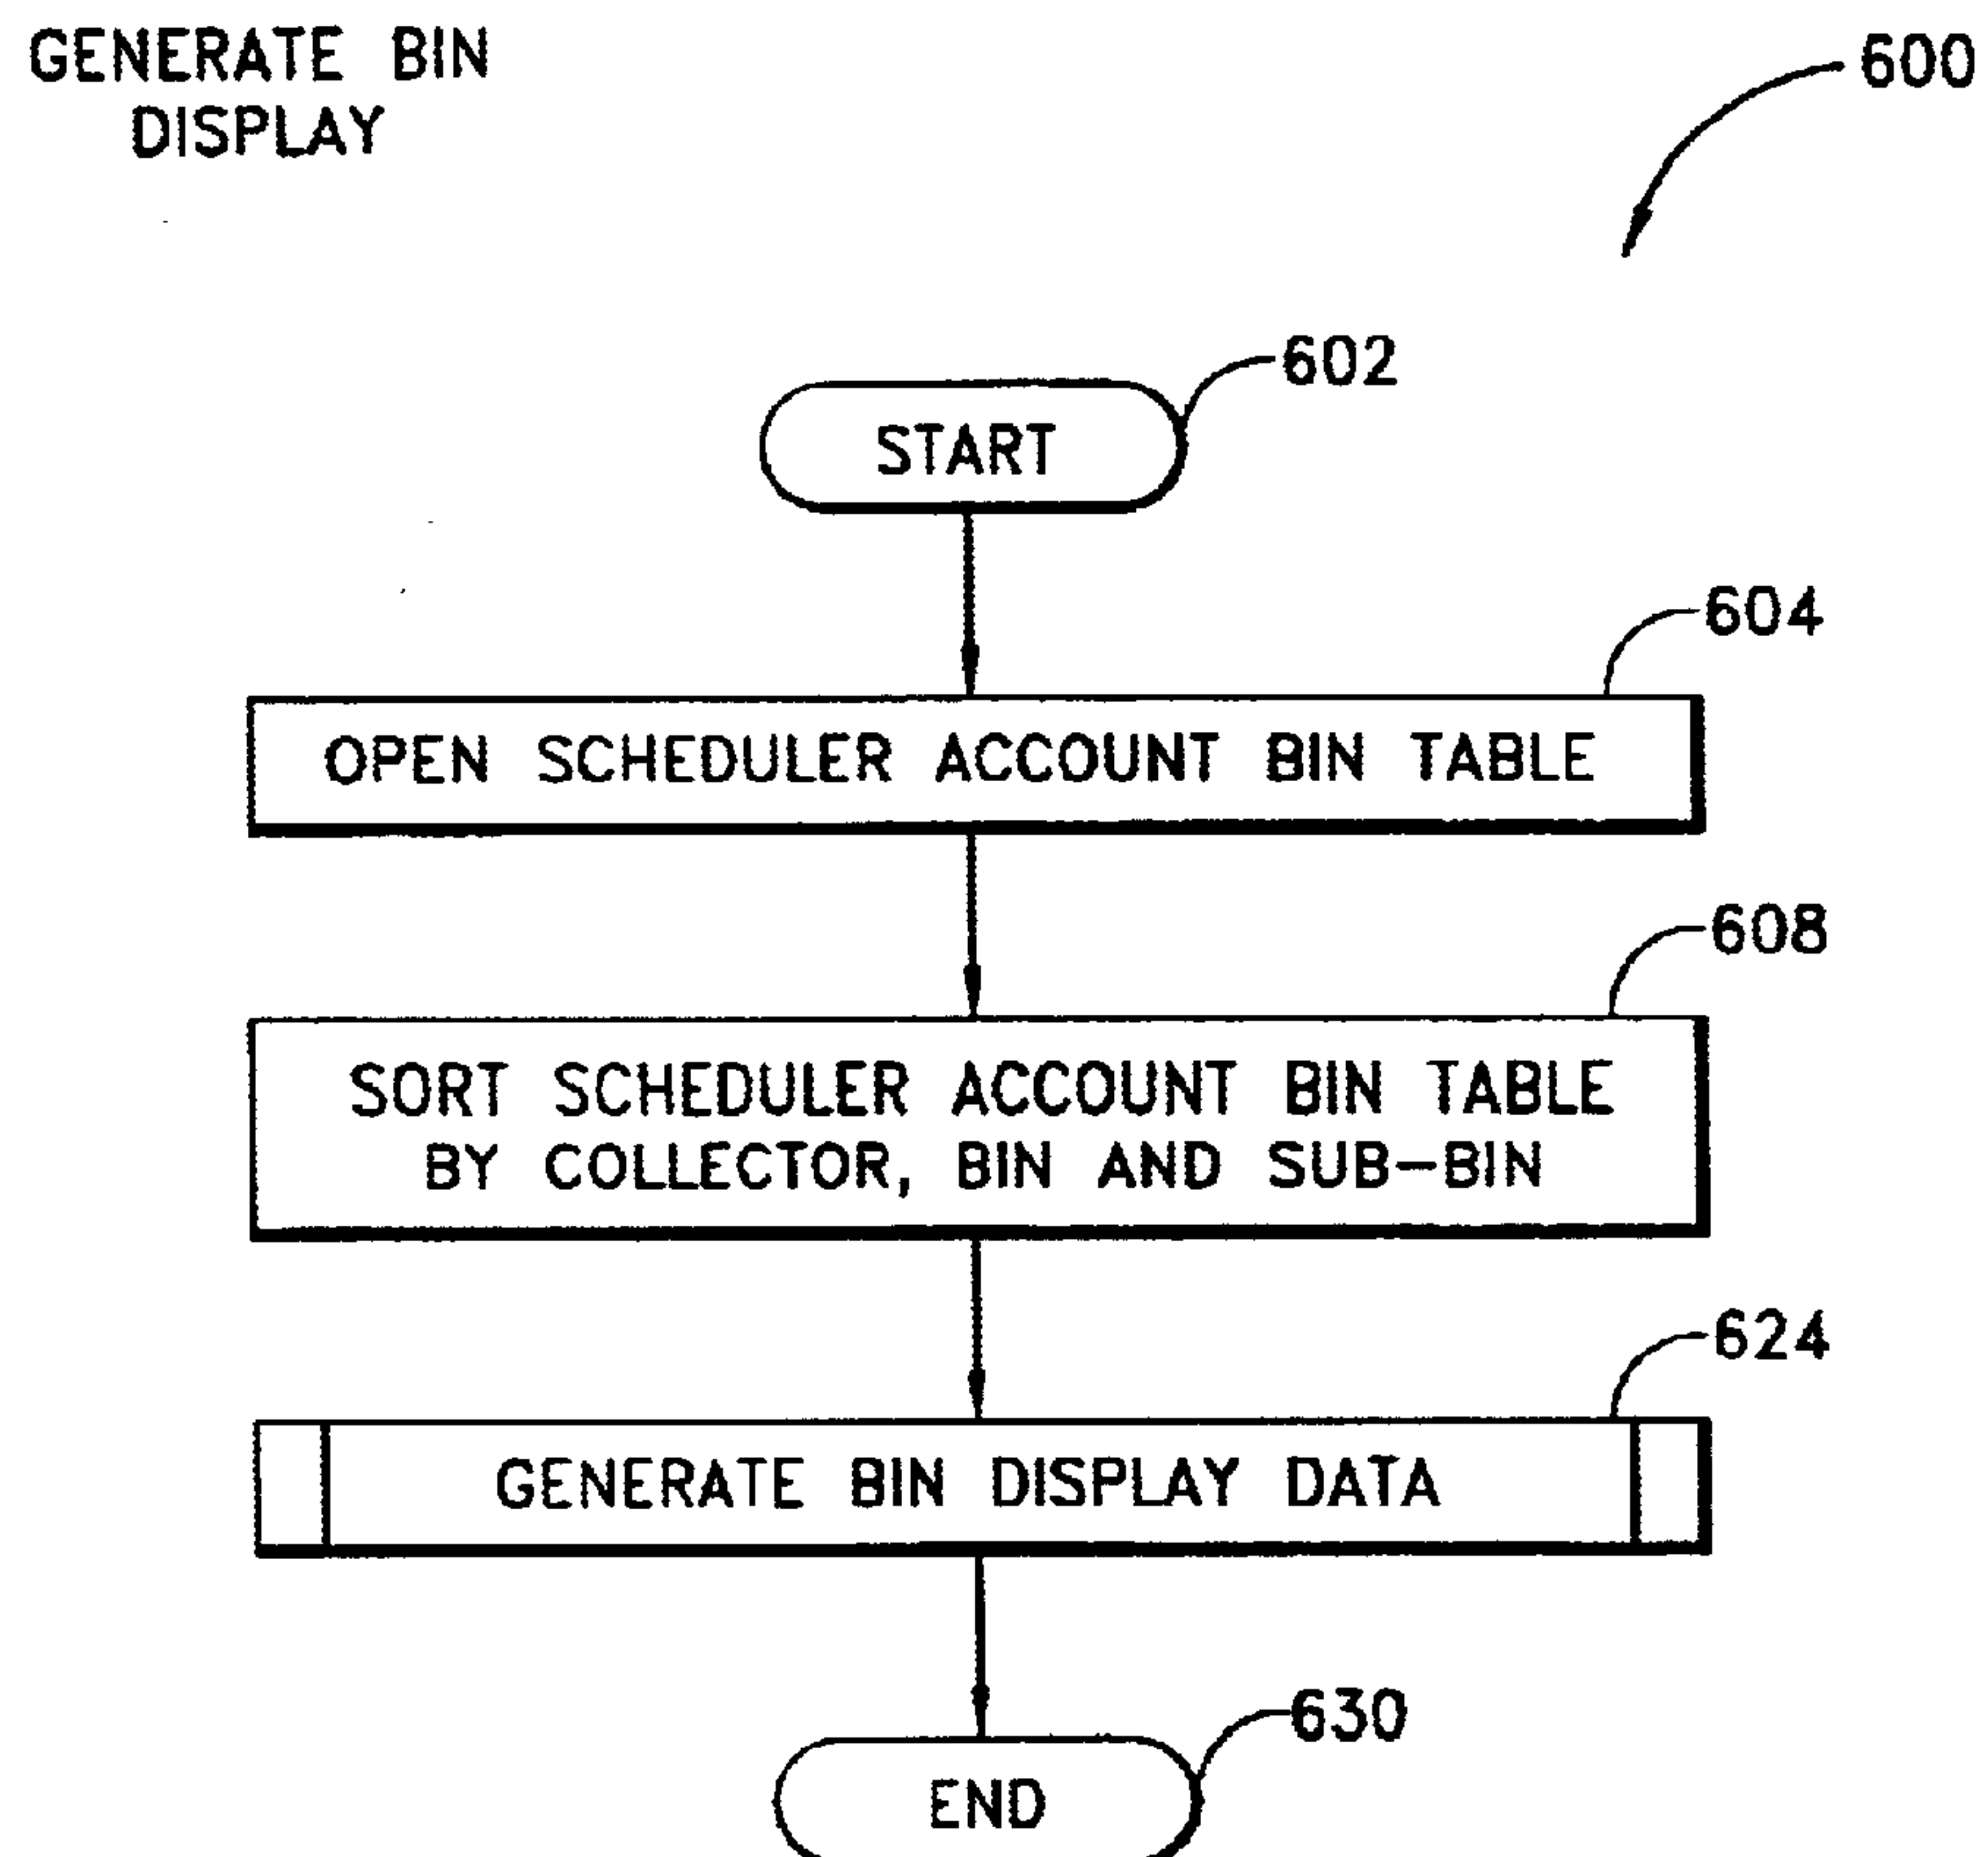 GENERATE BIN
DISPLAY
600
602
START
604
OPEN SCHEDULER ACCOUNT BIN TABLE
608
SORT SCHEDULER ACCOUNT BIN TABLE
BY COLLECTOR, BIN AND SUB-BIN
624
GENERATE BIN DISPLAY DATA
630
END